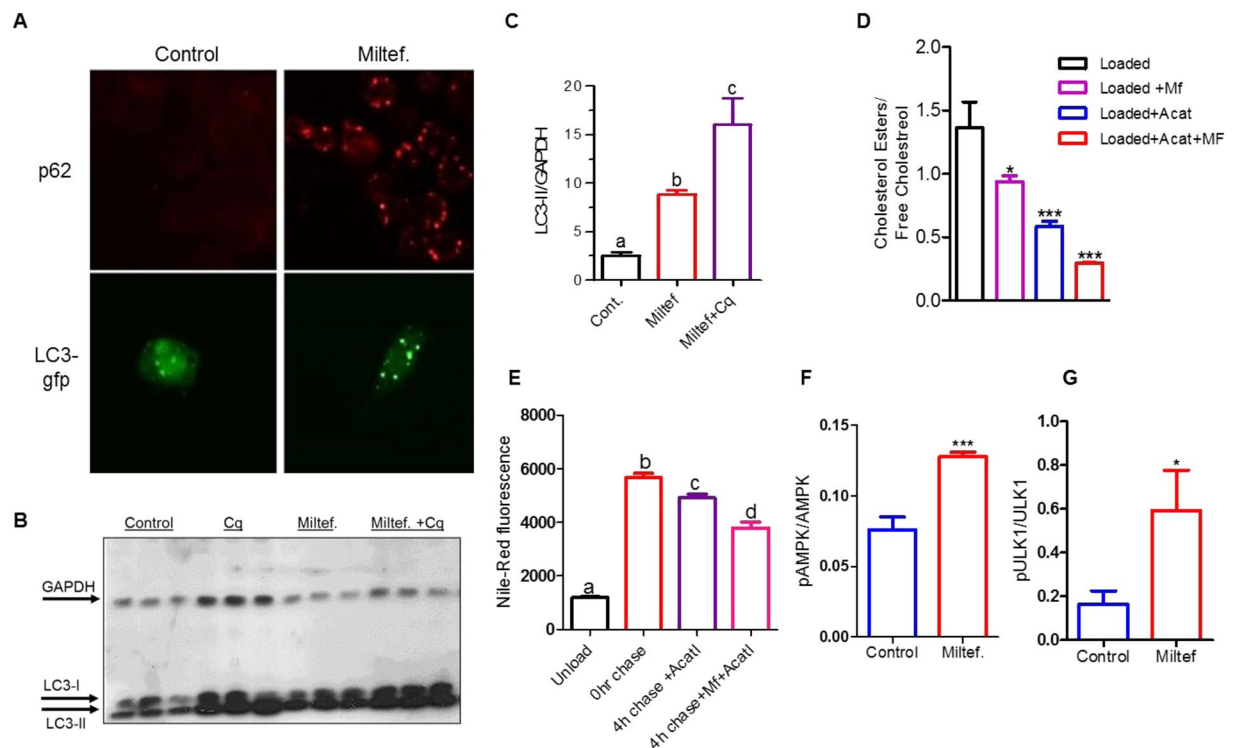 A
Control
Miltef.
p62
LC3-
gfp
B
Control
Cq
Miltef.
Miltef. +Cq
GAPDH
LC3-I
LC3-II
C
LC3-II/GAPDH
20
15
10
5
0
a
b
c
Cont.
Miltef
Miltef+Cq
D
Cholesterol Esters/
Free Cholestreol
2.0
1.5
1.0
0.5
0.0
*
***
***
Loaded
Loaded +Mf
Loaded+Acat
Loaded+Acat+MF
E
Nile-Red fluorescence
8000
6000
4000
2000
0
a
b
c
d
Unload
0hr chase
4h chase +AcatI
4h chase+Mf+AcatI
F
pAMPK/AMPK
0.15
0.10
0.05
0.00
***
Control
Miltef.
G
pULK1/ULK1
1.0
0.8
0.6
0.4
0.2
0.0
*
Control
Miltef